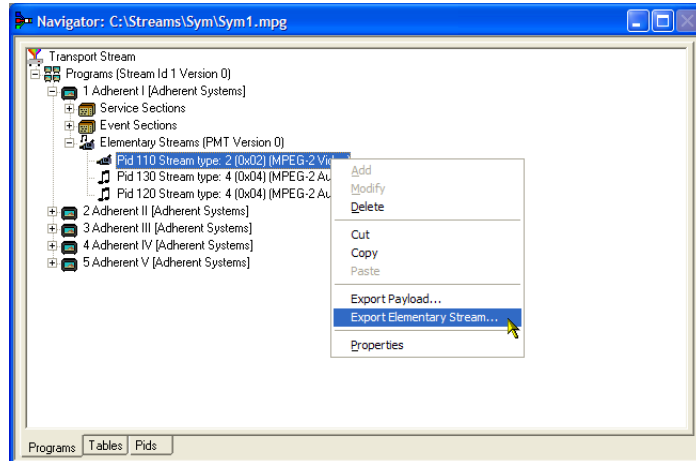 Navigator: C:\Streams\Sym\Sym1.mpg
Transport Stream
Programs (Stream Id 1 Version 0)
1 Adherent I [Adherent Systems]
Service Sections
Event Sections
Elementary Streams (PMT Version 0)
Pid 110 Stream type: 2 (0x02) (MPEG-2 Video)
Pid 130 Stream type: 4 (0x04) (MPEG-2 Au
Pid 120 Stream type: 4 (0x04) (MPEG-2 Au
2 Adherent II [Adherent Systems]
3 Adherent III [Adherent Systems]
4 Adherent IV [Adherent Systems]
5 Adherent V [Adherent Systems]
Add
Modify
Delete
Cut
Copy
Paste
Export Payload...
Export Elementary Stream...
Properties
Programs Tables Pids